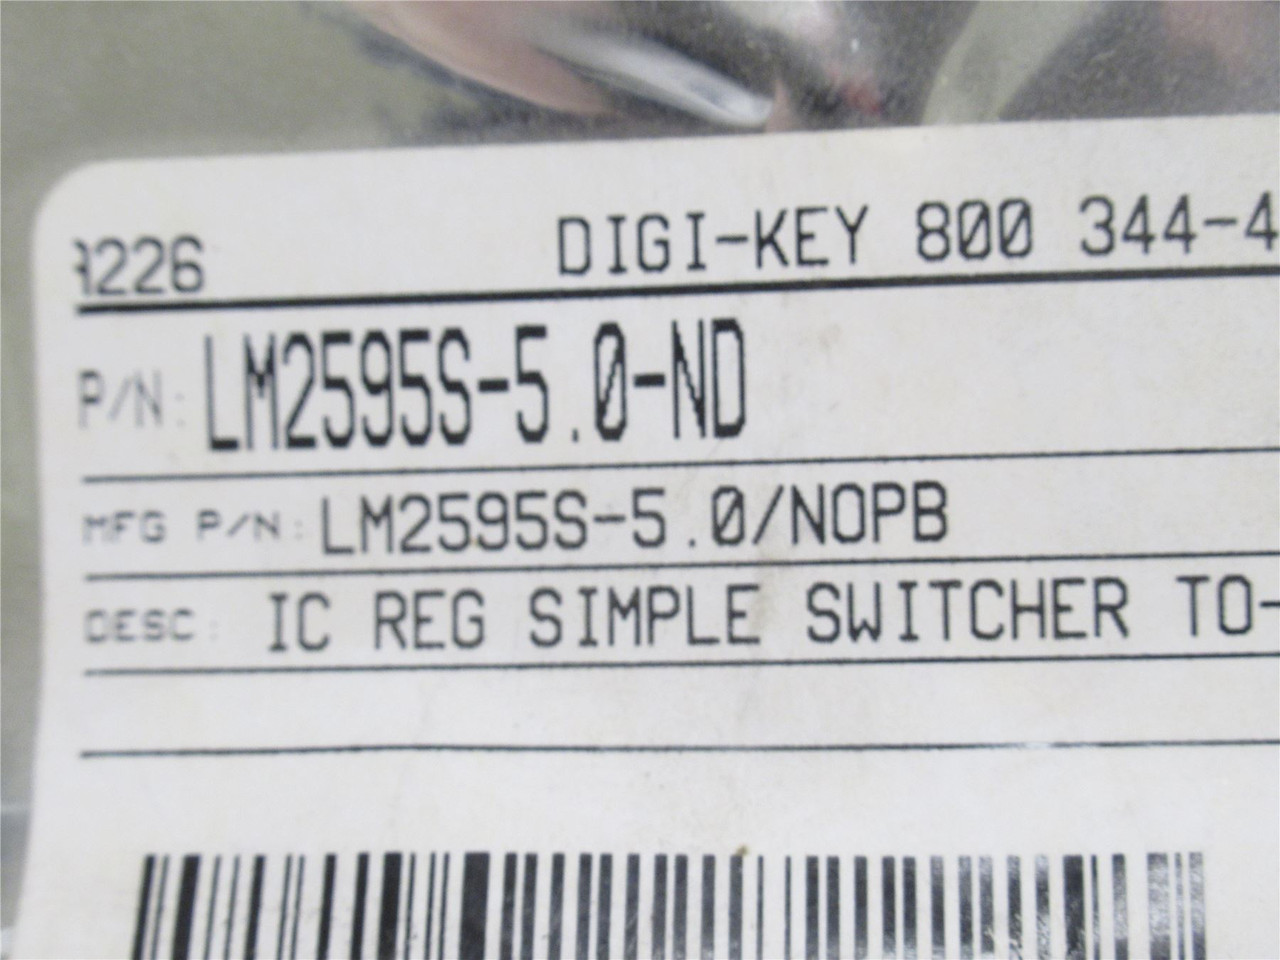 226 DIGI-KEY 800 344-4
P/N: LM2595S-5.0-ND
MFG P/N: LM2595S-5.0/NOPB
DESC: IC REG SIMPLE SWITCHER TO-